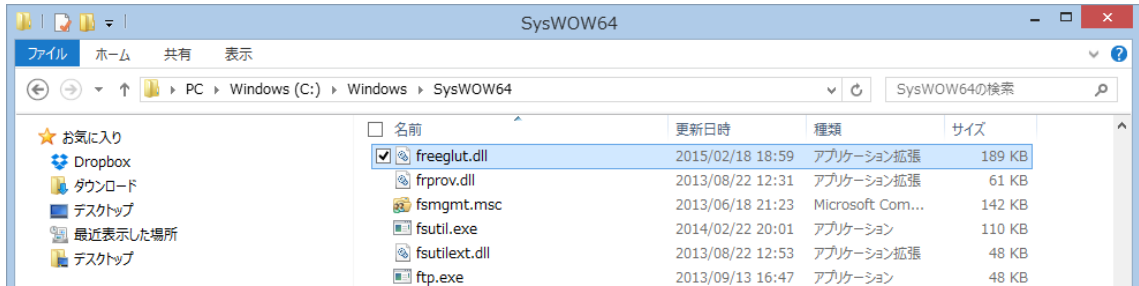 SysWOW64
ファイル ホーム 共有 表示
PC Windows (C:) Windows SysWOW64 SysWOW64の検索
お気に入り
Dropbox
ダウンロード
デスクトップ
最近表示した場所
デスクトップ
名前 更新日時 種類 サイズ
freeglut.dll 2015/02/18 18:59 アプリケーション拡張 189 KB
frprov.dll 2013/08/22 12:31 アプリケーション拡張 61 KB
fsmgmt.msc 2013/06/18 21:23 Microsoft Com... 142 KB
fsutil.exe 2014/02/22 20:01 アプリケーション 110 KB
fsutilext.dll 2013/08/22 12:53 アプリケーション拡張 48 KB
ftp.exe 2013/09/13 16:47 アプリケーション 48 KB